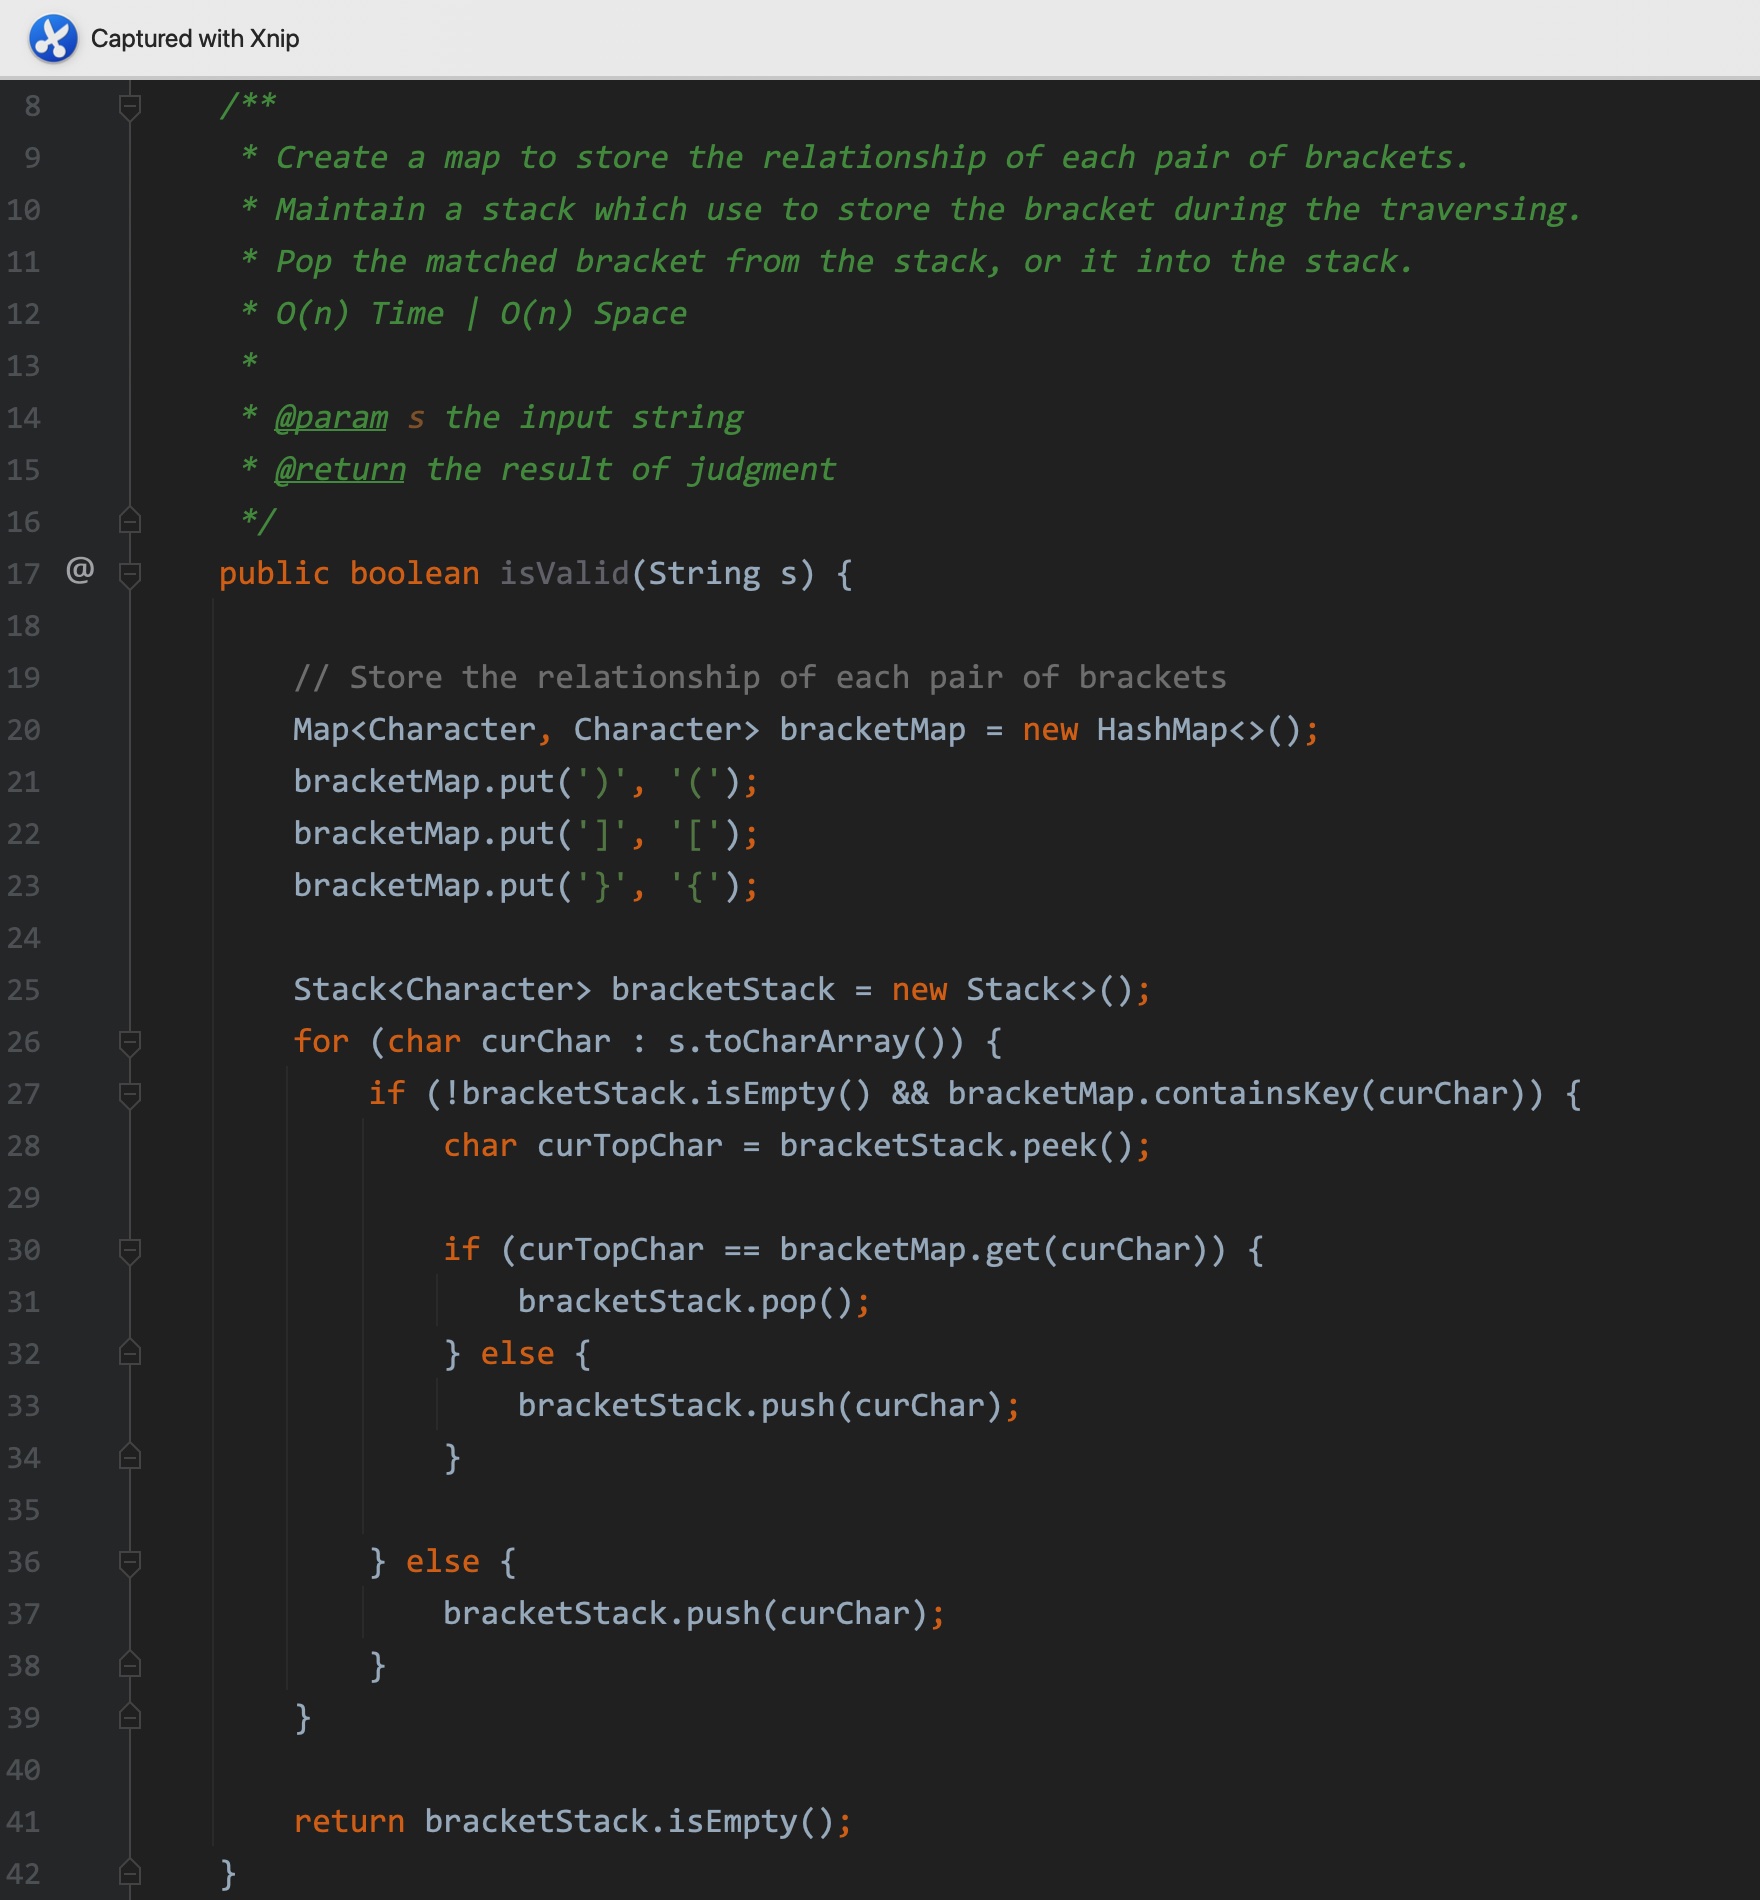 Captured with Xnip
8 /**
9 * Create a map to store the relationship of each pair of brackets.
10 * Maintain a stack which use to store the bracket during the traversing.
11 * Pop the matched bracket from the stack, or it into the stack.
12 * O(n) Time | O(n) Space
13 *
14 * @param s the input string
15 * @return the result of judgment
16 */
17 @ public boolean isValid(String s) {
18
19 // Store the relationship of each pair of brackets
20 Map<Character, Character> bracketMap = new HashMap<>();
21 bracketMap.put(')', '(');
22 bracketMap.put(']', '[');
23 bracketMap.put('}', '{');
24
25 Stack<Character> bracketStack = new Stack<>();
26 for (char curChar : s.toCharArray()) {
27 if (!bracketStack.isEmpty() && bracketMap.containsKey(curChar)) {
28 char curTopChar = bracketStack.peek();
29
30 if (curTopChar == bracketMap.get(curChar)) {
31 bracketStack.pop();
32 } else {
33 bracketStack.push(curChar);
34 }
35
36 } else {
37 bracketStack.push(curChar);
38 }
39 }
40
41 return bracketStack.isEmpty();
42 }